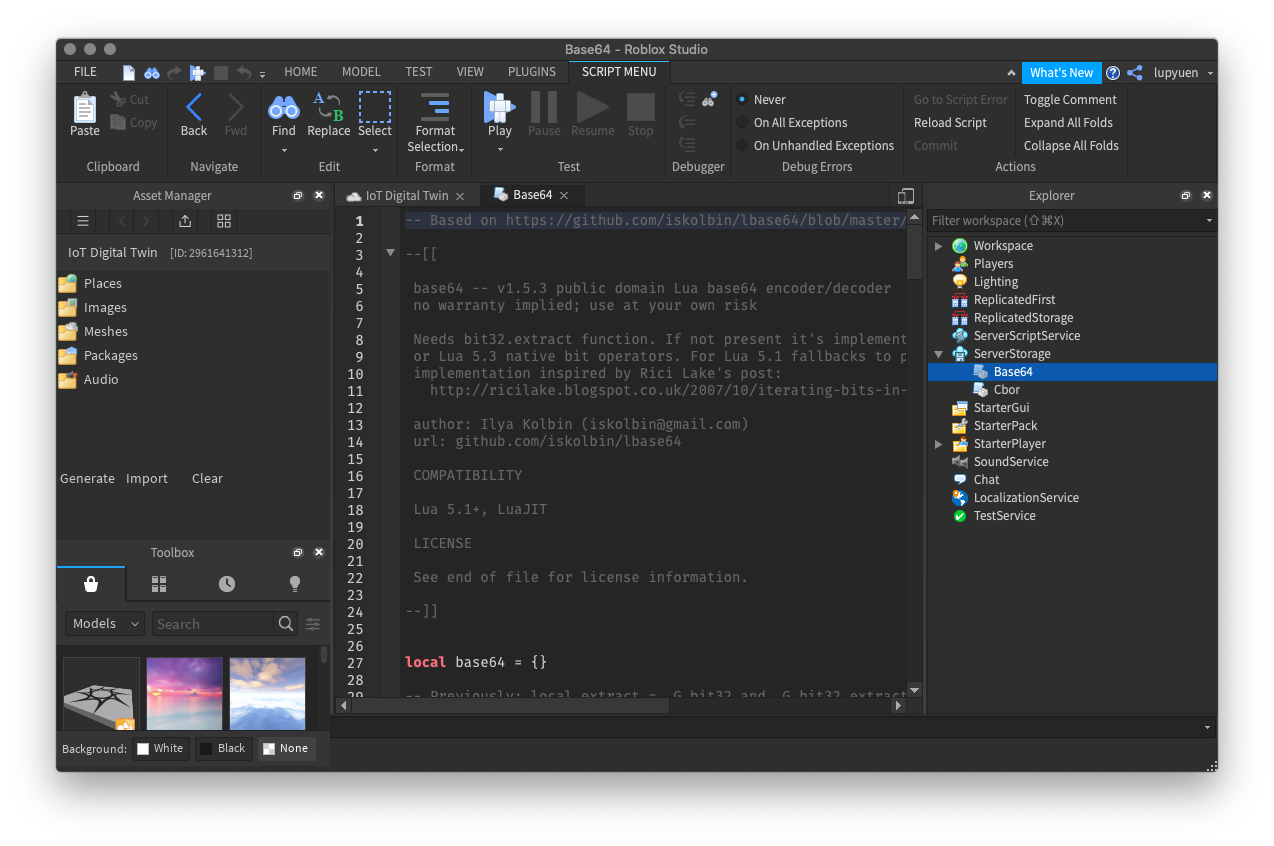 Base64 - Roblox Studio
FILE HOME MODEL TEST VIEW PLUGINS SCRIPT MENU What's New lupyuen
Paste Cut Copy Back Fwd Find Replace Select Format Selection Play Pause Resume Stop
Clipboard Navigate Edit Format Test Debugger
Never
On All Exceptions
On Unhandled Exceptions
Debug Errors
Go to Script Error Toggle Comment
Reload Script Expand All Folds
Commit Collapse All Folds
Actions
Asset Manager
IoT Digital Twin [ID: 2961641312]
Places
Images
Meshes
Packages
Audio
Generate Import Clear
Toolbox
Models Search
Background: White Black None
IoT Digital Twin Base64
1 -- Based on https://github.com/iskolbin/lbase64/blob/master/
2
3 --[[
4
5 base64 -- v1.5.3 public domain Lua base64 encoder/decoder
6 no warranty implied; use at your own risk
7
8 Needs bit32.extract function. If not present it's implement
9 or Lua 5.3 native bit operators. For Lua 5.1 fallbacks to p
10 implementation inspired by Rici Lake's post:
11 http://ricilake.blogspot.co.uk/2007/10/iterating-bits-in-
12
13 author: Ilya Kolbin (iskolbin@gmail.com)
14 url: github.com/iskolbin/lbase64
15
16 COMPATIBILITY
17
18 Lua 5.1+, LuaJIT
19
20 LICENSE
21
22 See end of file for license information.
23
24 --]]
25
26
27 local base64 = {}
28
29 -- Previously: local extract = _G.bit32 and _G.bit32.extract
Explorer
Filter workspace (⇧⌘X)
Workspace
Players
Lighting
ReplicatedFirst
ReplicatedStorage
ServerScriptService
ServerStorage
Base64
Cbor
StarterGui
StarterPack
StarterPlayer
SoundService
Chat
LocalizationService
TestService